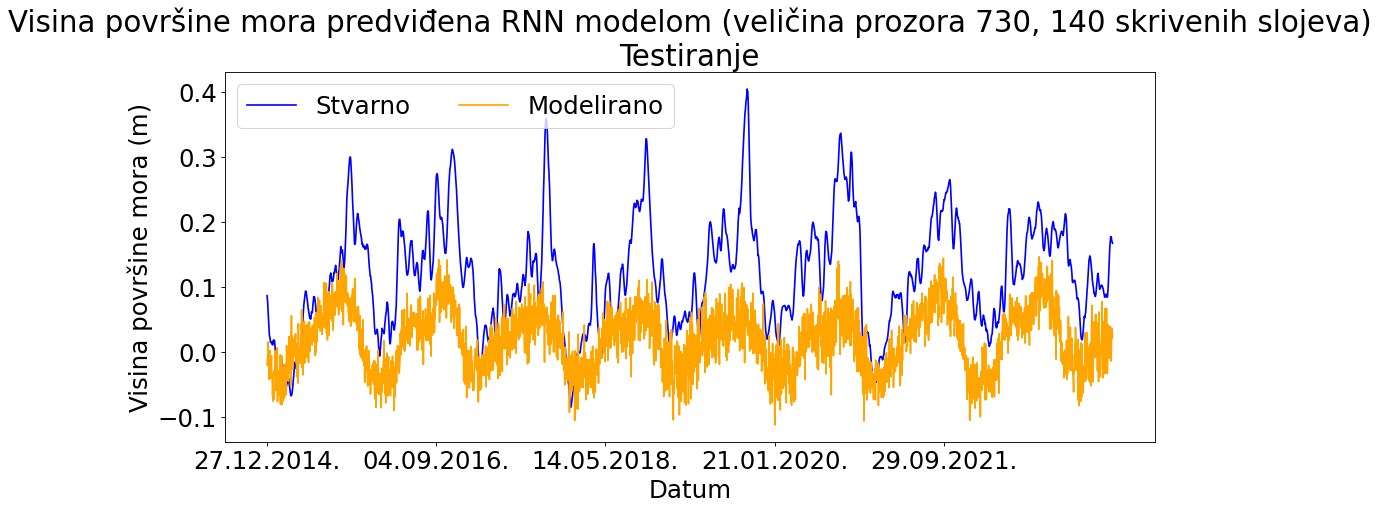 Visina površine mora predviđena RNN modelom (veličina prozora 730, 140 skrivenih slojeva)
Testiranje
Stvarno
Modelirano
Visina površine mora (m)
0.4
0.3
0.2
0.1
0.0
−0.1
27.12.2014.
04.09.2016.
14.05.2018.
21.01.2020.
29.09.2021.
Datum